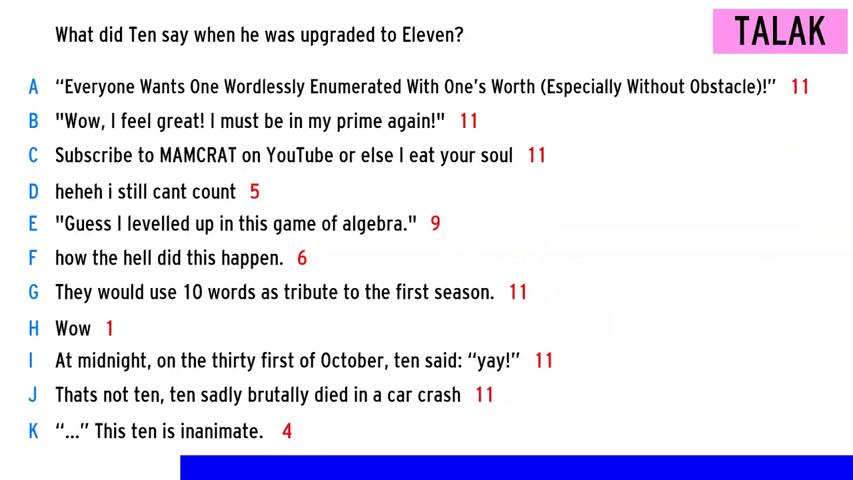 What did Ten say when he was upgraded to Eleven?
TALAK
A “Everyone Wants One Wordlessly Enumerated With One’s Worth (Especially Without Obstacle)!” 11
B "Wow, I feel great! I must be in my prime again!" 11
C Subscribe to MAMCRAT on YouTube or else I eat your soul 11
D heheh i still cant count 5
E "Guess I levelled up in this game of algebra." 9
F how the hell did this happen. 6
G They would use 10 words as tribute to the first season. 11
H Wow 1
I At midnight, on the thirty first of October, ten said: “yay!” 11
J Thats not ten, ten sadly brutally died in a car crash 11
K “...” This ten is inanimate. 4